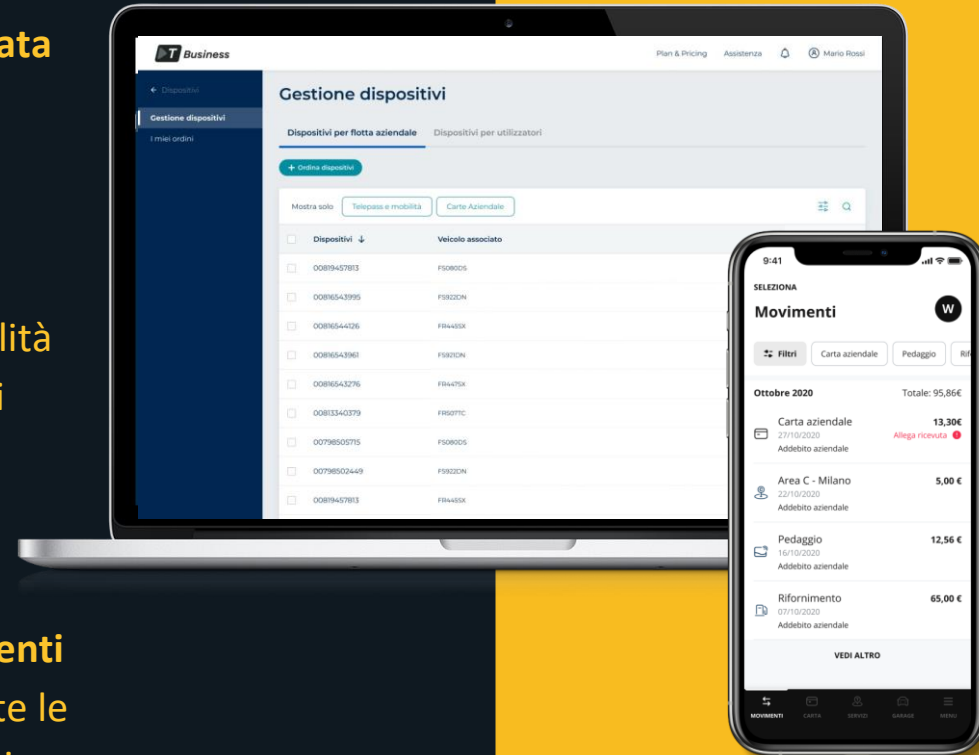 ata
lità
i
enti
te le
T Business
Plan & Pricing Assistenza Mario Rossi
Dispositivi
Gestione dispositivi
I miei ordini
Gestione dispositivi
Dispositivi per flotta aziendale Dispositivi per utilizzatori
+ Ordina dispositivi
Mostra solo Telepass e mobilità Carte Aziendale
Dispositivi Veicolo associato
00819457813 FS080DS
00816543995 FS922DN
00816544126 FR445SX
00816543961 FS921DN
00816543276 FR447SX
00813340379 FR507TC
00798505715 FS080DS
00798502449 FS922DN
00819457813 FR445SX
9:41
SELEZIONA
Movimenti W
Filtri Carta aziendale Pedaggio Rif
Ottobre 2020 Totale: 95,86€
Carta aziendale 13,30€
27/10/2020 Allega ricevuta
Addebito aziendale
Area C - Milano 5,00 €
22/10/2020
Addebito aziendale
Pedaggio 12,56 €
16/10/2020
Addebito aziendale
Rifornimento 65,00 €
07/10/2020
Addebito aziendale
VEDI ALTRO
MOVIMENTI CARTA SERVIZI GARAGE MENU